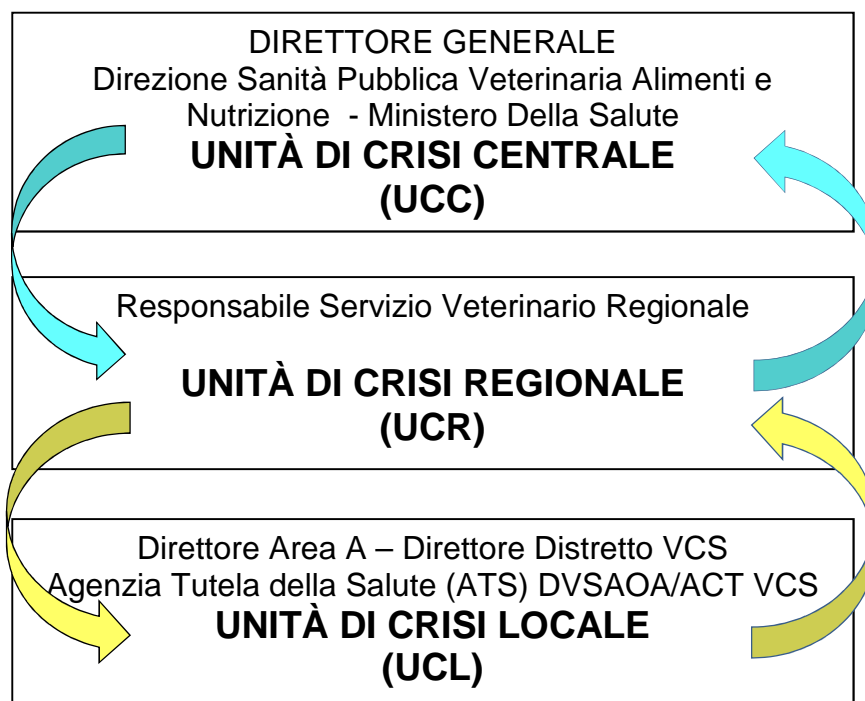 DIRETTORE GENERALE
Direzione Sanità Pubblica Veterinaria Alimenti e
Nutrizione - Ministero Della Salute
UNITÀ DI CRISI CENTRALE
(UCC)
Responsabile Servizio Veterinario Regionale
UNITÀ DI CRISI REGIONALE
(UCR)
Direttore Area A – Direttore Distretto VCS
Agenzia Tutela della Salute (ATS) DVSAOA/ACT VCS
UNITÀ DI CRISI LOCALE
(UCL)